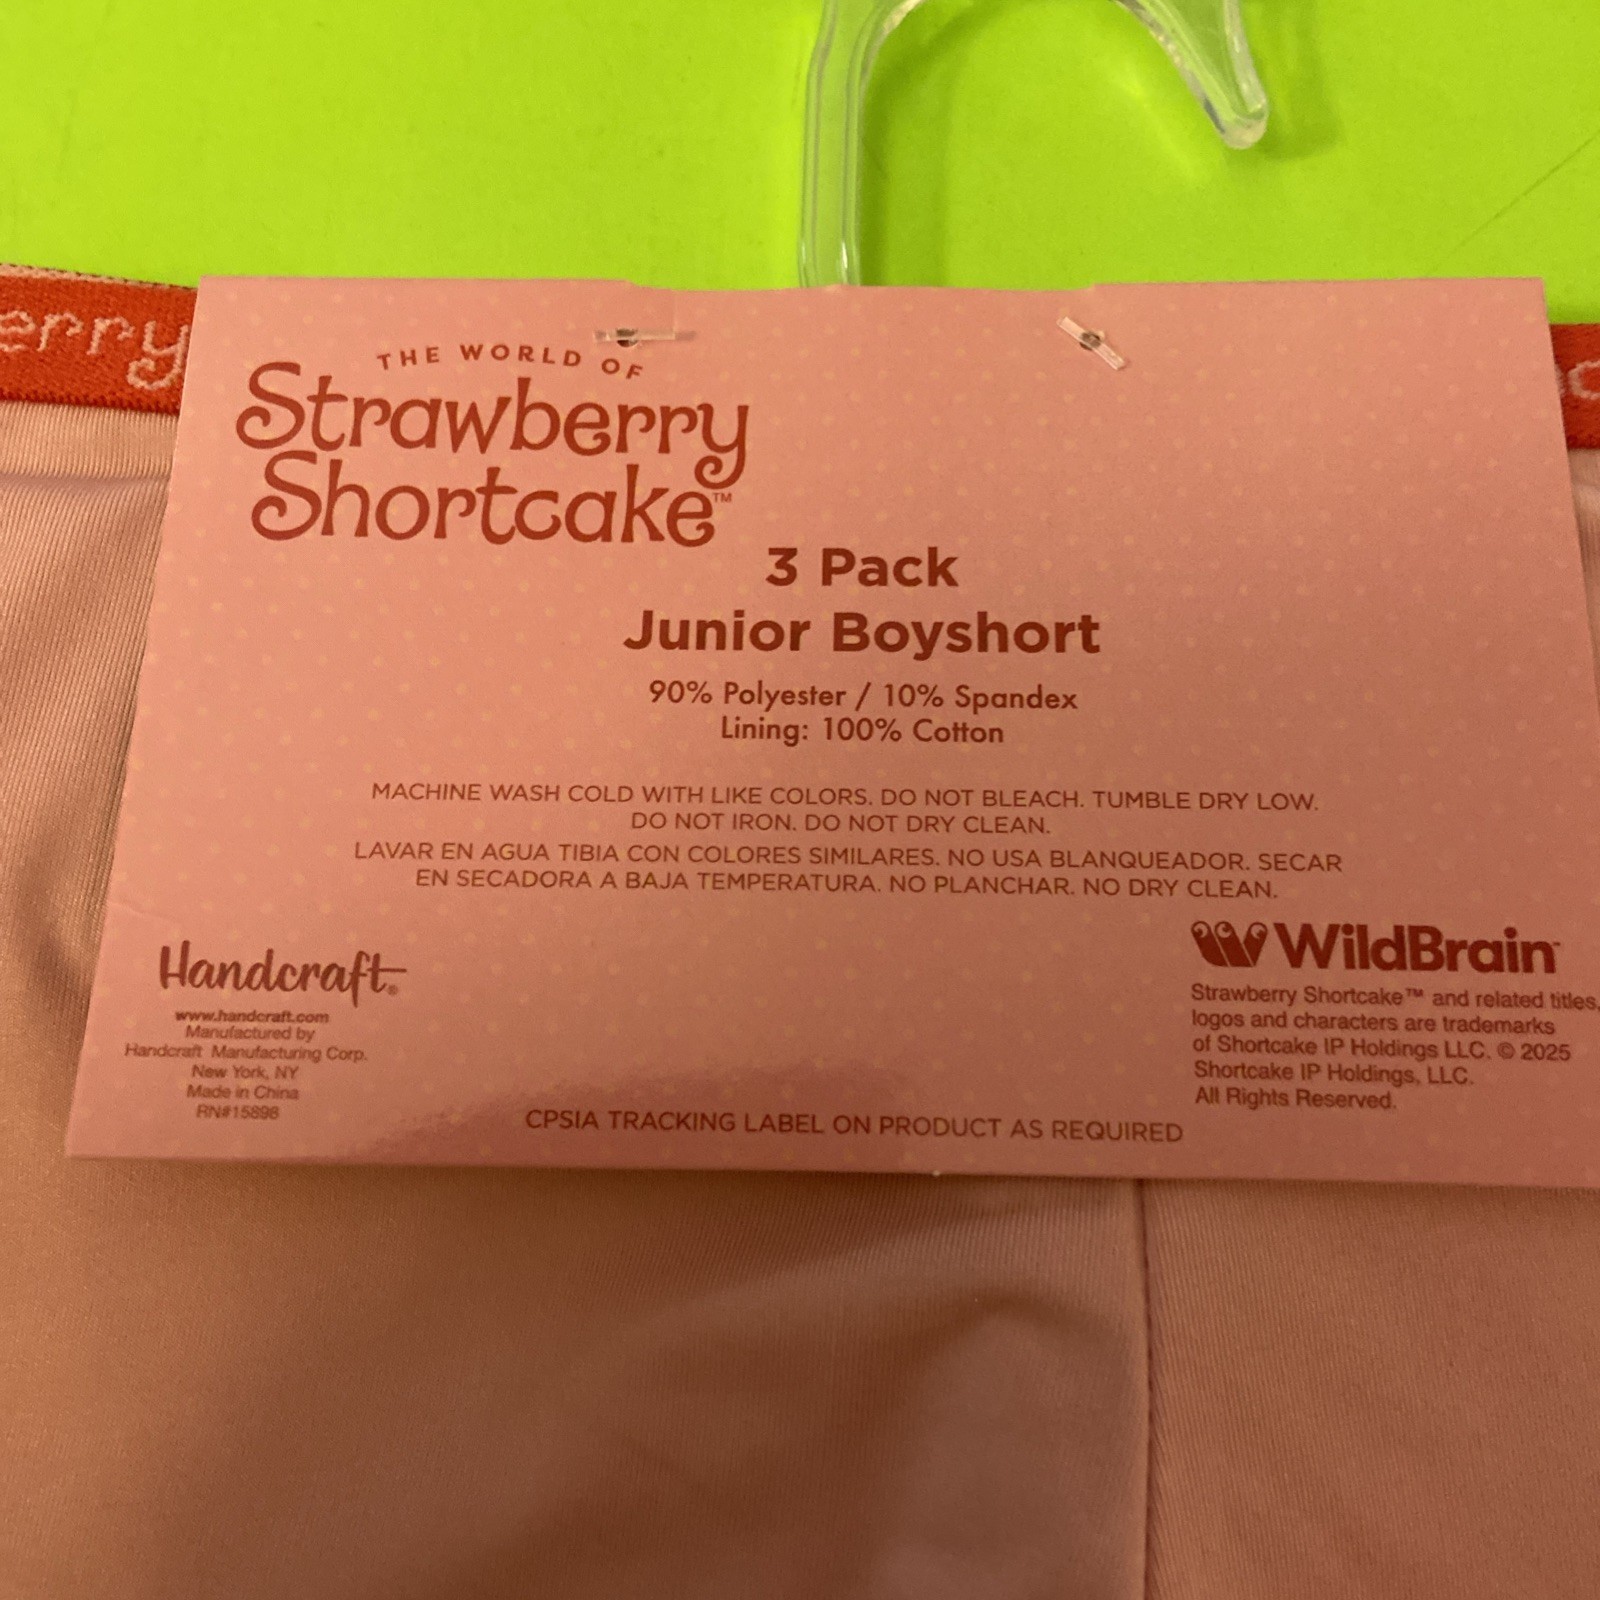 erry
THE WORLD OF
Strawberry
Shortcake™
3 Pack
Junior Boyshort
90% Polyester / 10% Spandex
Lining: 100% Cotton
MACHINE WASH COLD WITH LIKE COLORS. DO NOT BLEACH. TUMBLE DRY LOW.
DO NOT IRON. DO NOT DRY CLEAN.
LAVAR EN AGUA TIBIA CON COLORES SIMILARES. NO USA BLANQUEADOR. SECAR
EN SECADORA A BAJA TEMPERATURA. NO PLANCHAR. NO DRY CLEAN.
Handcraft®
www.handcraft.com
Manufactured by
Handcraft Manufacturing Corp.
New York, NY
Made in China
RN#15898
WildBrain™
Strawberry Shortcake™ and related titles,
logos and characters are trademarks
of Shortcake IP Holdings LLC. © 2025
Shortcake IP Holdings, LLC.
All Rights Reserved.
CPSIA TRACKING LABEL ON PRODUCT AS REQUIRED